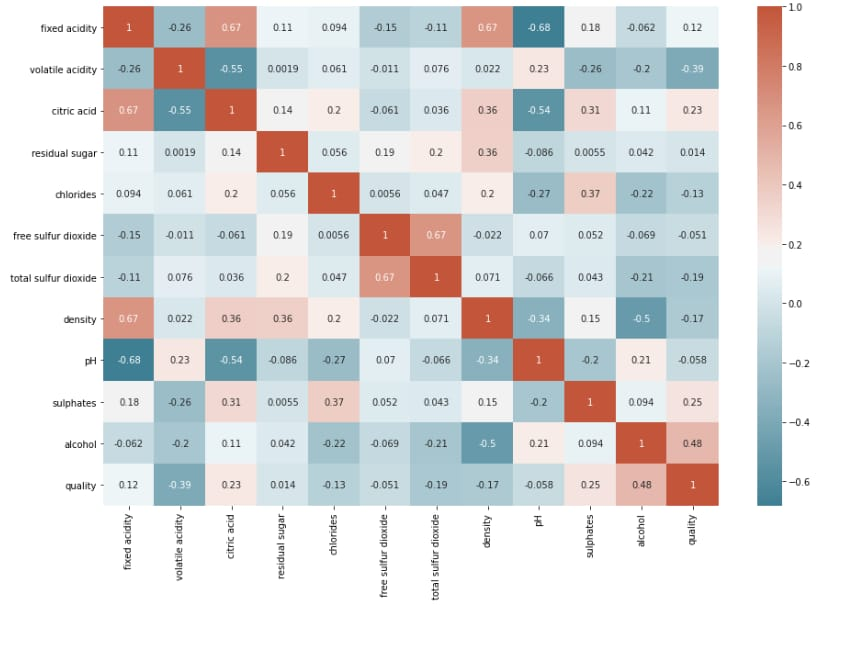 fixed acidity 1 -0.26 0.67 0.11 0.094 -0.15 -0.11 0.67 -0.68 0.18 -0.062 0.12
volatile acidity -0.26 1 -0.55 0.0019 0.061 -0.011 0.076 0.022 0.23 -0.26 -0.2 -0.39
citric acid 0.67 -0.55 1 0.14 0.2 -0.061 0.036 0.36 -0.54 0.31 0.11 0.23
residual sugar 0.11 0.0019 0.14 1 0.056 0.19 0.2 0.36 -0.086 0.0055 0.042 0.014
chlorides 0.094 0.061 0.2 0.056 1 0.0056 0.047 0.2 -0.27 0.37 -0.22 -0.13
free sulfur dioxide -0.15 -0.011 -0.061 0.19 0.0056 1 0.67 -0.022 0.07 0.052 -0.069 -0.051
total sulfur dioxide -0.11 0.076 0.036 0.2 0.047 0.67 1 0.071 -0.066 0.043 -0.21 -0.19
density 0.67 0.022 0.36 0.36 0.2 -0.022 0.071 1 -0.34 0.15 -0.5 -0.17
pH -0.68 0.23 -0.54 -0.086 -0.27 0.07 -0.066 -0.34 1 -0.2 0.21 -0.058
sulphates 0.18 -0.26 0.31 0.0055 0.37 0.052 0.043 0.15 -0.2 1 0.094 0.25
alcohol -0.062 -0.2 0.11 0.042 -0.22 -0.069 -0.21 -0.5 0.21 0.094 1 0.48
quality 0.12 -0.39 0.23 0.014 -0.13 -0.051 -0.19 -0.17 -0.058 0.25 0.48 1
fixed acidity
volatile acidity
citric acid
residual sugar
chlorides
free sulfur dioxide
total sulfur dioxide
density
pH
sulphates
alcohol
quality
1.0
0.8
0.6
0.4
0.2
0.0
−0.2
−0.4
−0.6